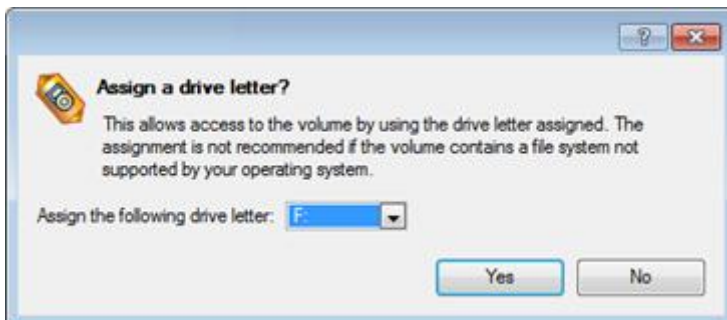 Assign a drive letter?
This allows access to the volume by using the drive letter assigned. The
assignment is not recommended if the volume contains a file system not
supported by your operating system.
Assign the following drive letter: F:
Yes No